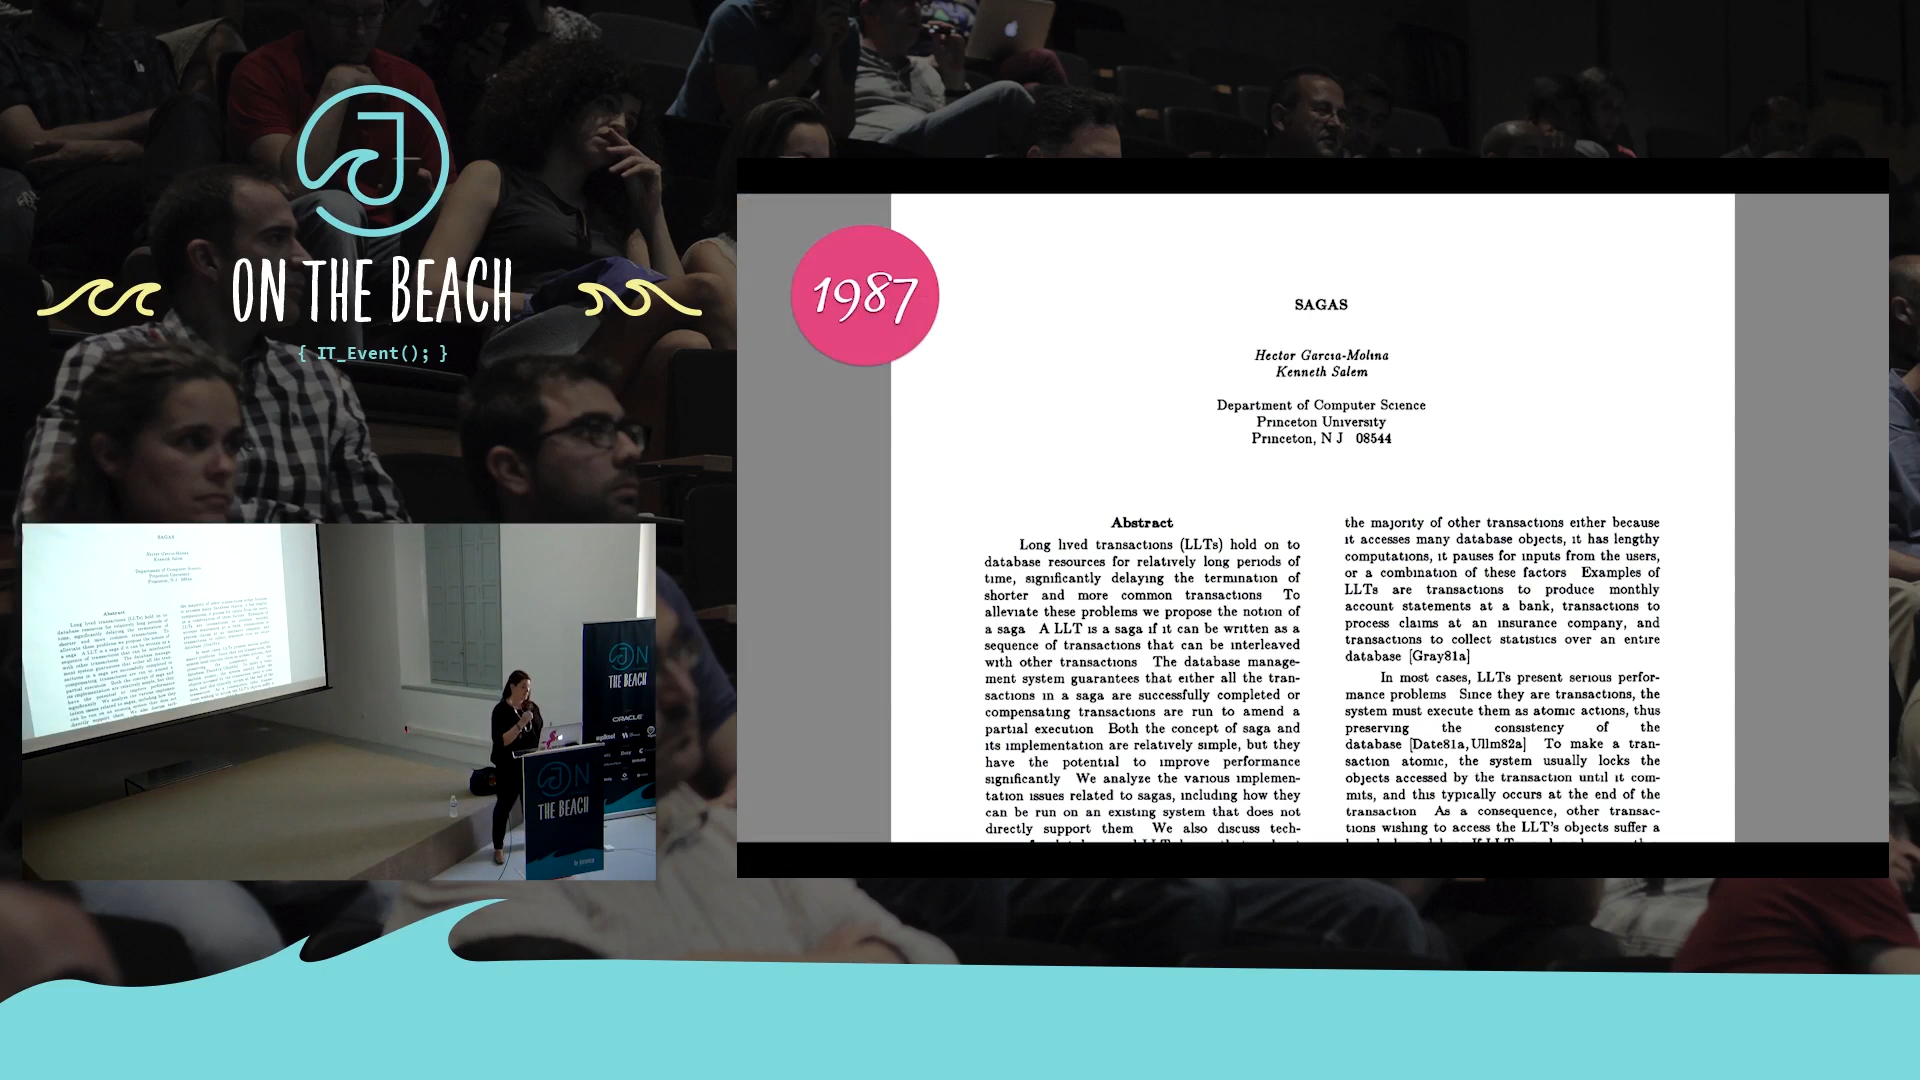 ON THE BEACH
{ IT_Event(); }
1987
SAGAS
Hector Garcia-Molina
Kenneth Salem
Department of Computer Science
Princeton University
Princeton, N J 08544
Abstract
Long lived transactions (LLTs) hold on to
database resources for relatively long periods of
time, significantly delaying the termination of
shorter and more common transactions To
alleviate these problems we propose the notion of
a saga A LLT is a saga if it can be written as a
sequence of transactions that can be interleaved
with other transactions The database manage-
ment system guarantees that either all the tran-
sactions in a saga are successfully completed or
compensating transactions are run to amend a
partial execution Both the concept of saga and
its implementation are relatively simple, but they
have the potential to improve performance
significantly We analyze the various implemen-
tation issues related to sagas, including how they
can be run on an existing system that does not
directly support them We also discuss tech-
the majority of other transactions either because
it accesses many database objects, it has lengthy
computations, it pauses for inputs from the users,
or a combination of these factors Examples of
LLTs are transactions to produce monthly
account statements at a bank, transactions to
process claims at an insurance company, and
transactions to collect statistics over an entire
database [Gray81a]
In most cases, LLTs present serious perfor-
mance problems Since they are transactions, the
system must execute them as atomic actions, thus
preserving the consistency of the
database [Date81a, Ullm82a] To make a tran-
saction atomic, the system usually locks the
objects accessed by the transaction until it com-
mits, and this typically occurs at the end of the
transaction As a consequence, other transac-
tions wishing to access the LLT's objects suffer a
SAGAS
Abstract
ON
THE BEACH
ORACLE
ON
THE BEACH